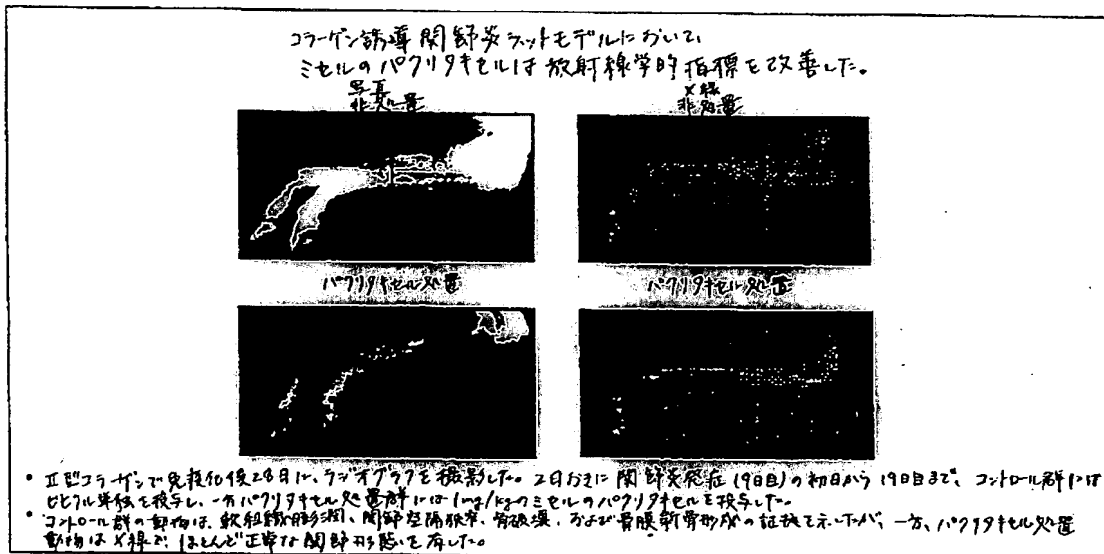 コラーゲン誘導関節炎ラットモデルにおいて、
ミセルのパクリタキセルは放射線学的指標を改善した。
写真
非処置
X線
非処置
パクリタキセル処置
パクリタキセル処置
• II型コラーゲンで免疫化後28日に、ラジオグラフを撮影した。2日おきに関節炎発症(9日目)の初日から19日目まで、コントロール群には
ビヒクル単独を投与し、一方パクリタキセル処置群には1mg/kgのミセルのパクリタキセルを投与した。
• コントロール群の動物は、軟組織膨潤、関節空隔狭窄、骨破壊、および骨膜新骨形成の証拠を示したが、一方、パクリタキセル処置
動物はX線で、ほとんど正常な関節形態を有した。